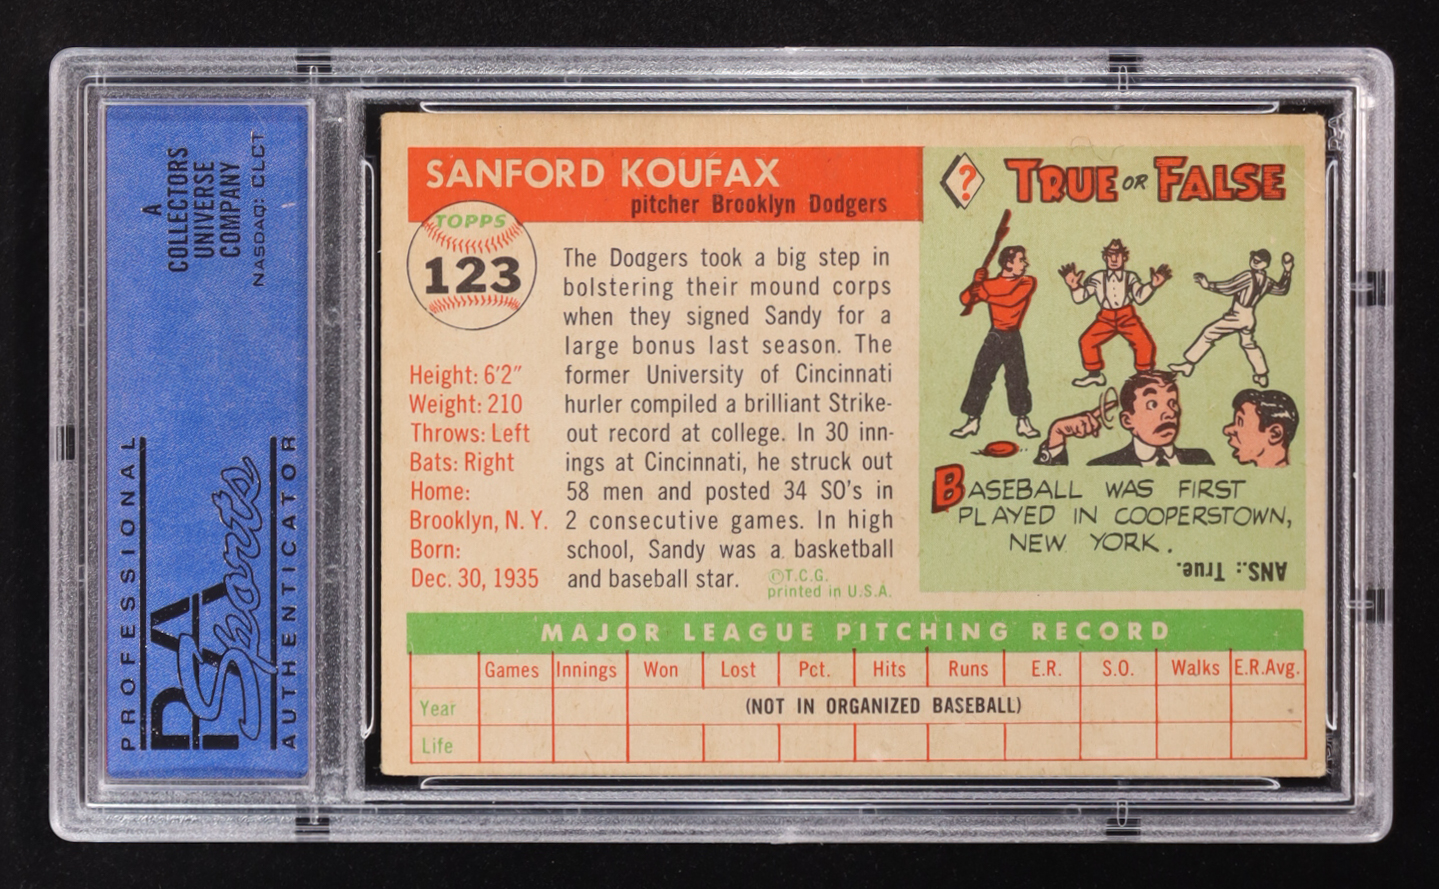 A
COLLECTORS
UNIVERSE
COMPANY
NASDAQ: CLCT
PROFESSIONAL
PSA
Sports
AUTHENTICATOR
SANFORD KOUFAX
pitcher Brooklyn Dodgers
TOPPS
123
Height: 6'2"
Weight: 210
Throws: Left
Bats: Right
Home:
Brooklyn, N. Y.
Born:
Dec. 30, 1935
The Dodgers took a big step in
bolstering their mound corps
when they signed Sandy for a
large bonus last season. The
former University of Cincinnati
hurler compiled a brilliant Strike-
out record at college. In 30 inn-
ings at Cincinnati, he struck out
58 men and posted 34 SO's in
2 consecutive games. In high
school, Sandy was a basketball
and baseball star.
©T.C.G.
printed in U.S.A.
?
TRUE OR FALSE
BASEBALL WAS FIRST
PLAYED IN COOPERSTOWN,
NEW YORK.
ANS.: True.
MAJOR LEAGUE PITCHING RECORD
Games Innings Won Lost Pct. Hits Runs E.R. S.O. Walks E.R.Avg.
Year (NOT IN ORGANIZED BASEBALL)
Life